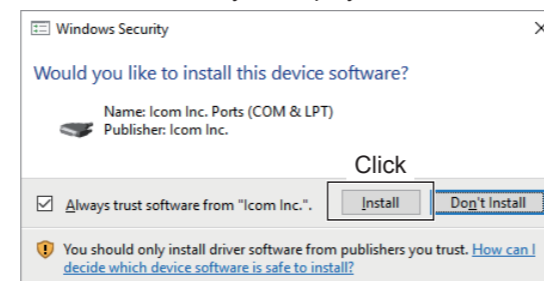 Windows Security
Would you like to install this device software?
Name: Icom Inc. Ports (COM & LPT)
Publisher: Icom Inc.
Click
Always trust software from "Icom Inc.".
Install
Don't Install
You should only install driver software from publishers you trust. How can I
decide which device software is safe to install?